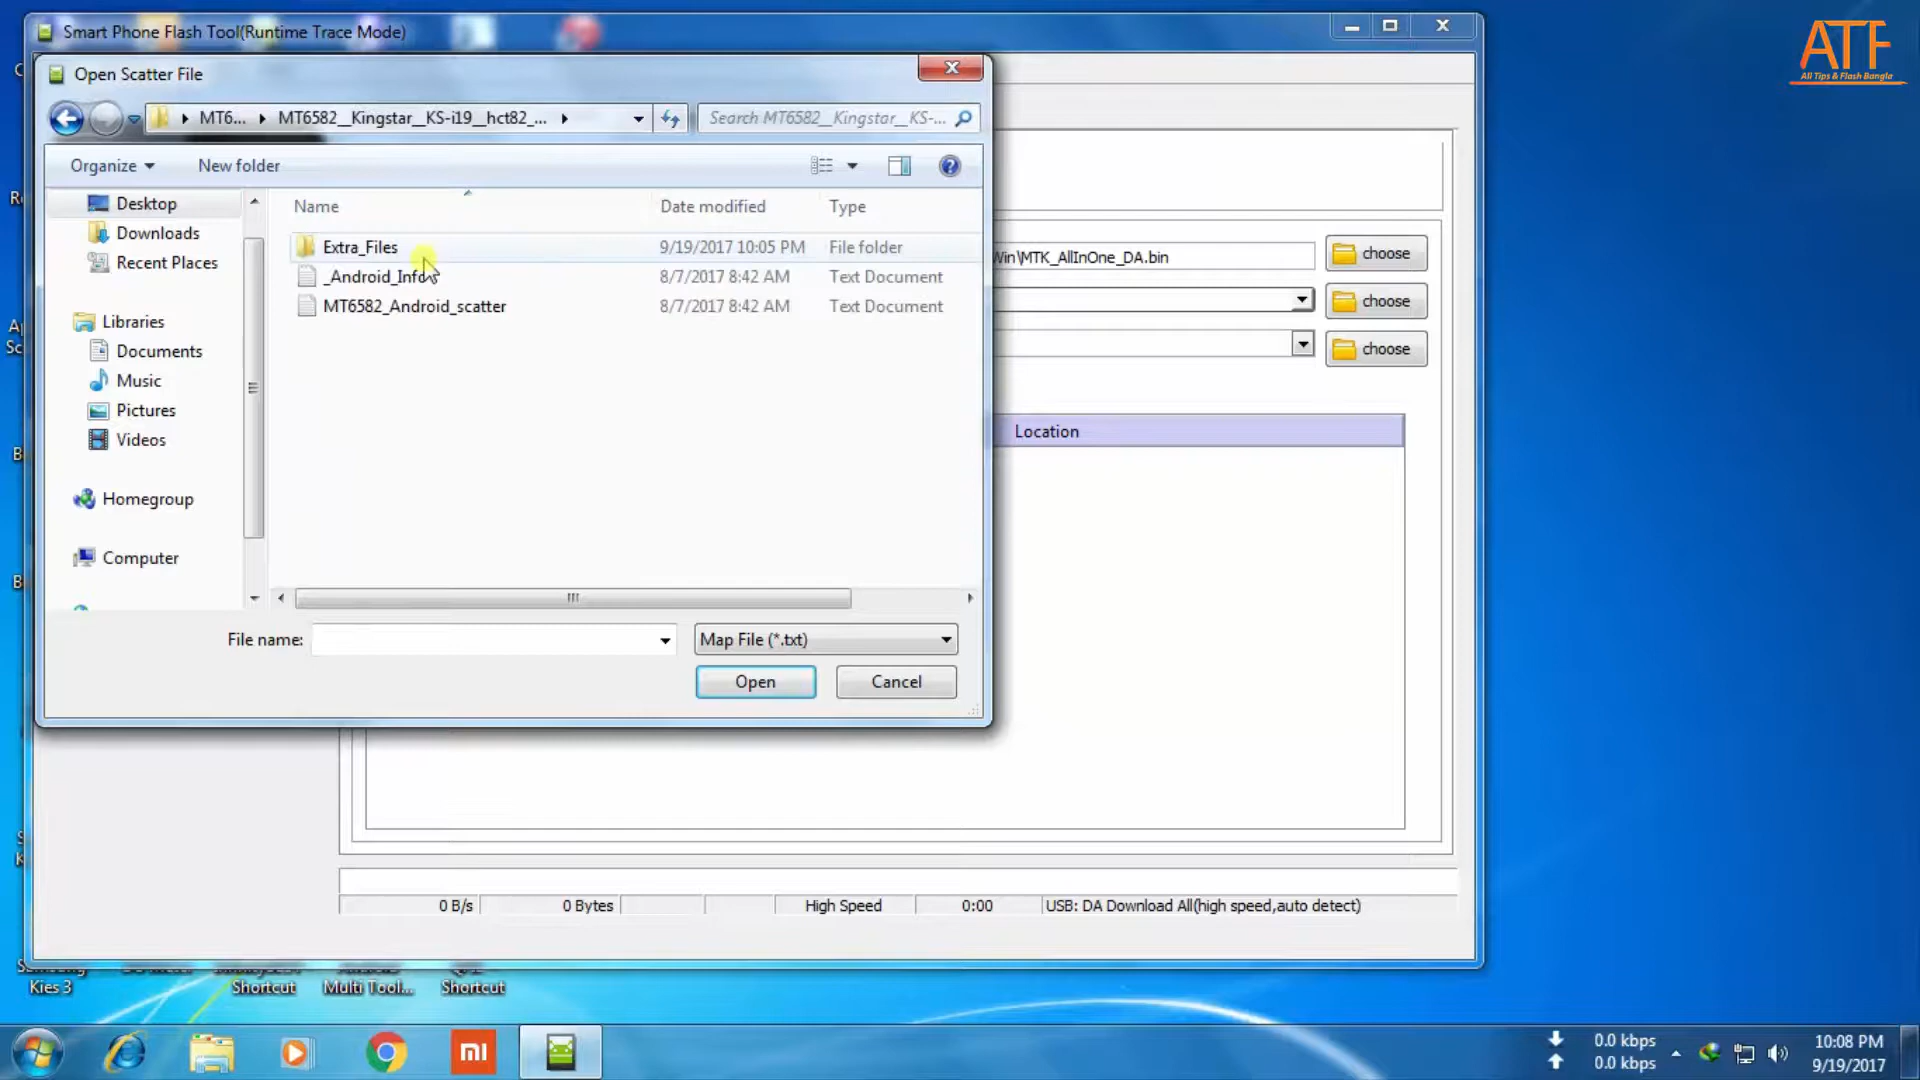 Smart Phone Flash Tool(Runtime Trace Mode)
ATF
All Tips & Flash Bangla
Open Scatter File
MT6... MT6582__Kingstar__KS-i19__hct82_...
Search MT6582__Kingstar__KS-...
Organize New folder
Desktop
Downloads
Recent Places
Libraries
Documents
Music
Pictures
Videos
Homegroup
Computer
Name Date modified Type
Extra_Files 9/19/2017 10:05 PM File folder
_Android_Info 8/7/2017 8:42 AM Text Document
MT6582_Android_scatter 8/7/2017 8:42 AM Text Document
File name: Map File (*.txt)
Open Cancel
Win\MTK_AllInOne_DA.bin
choose
choose
choose
Location
0 B/s 0 Bytes High Speed 0:00 USB: DA Download All(high speed,auto detect)
Kies 3
Shortcut
Multi Tool...
Shortcut
mi
0.0 kbps
0.0 kbps
10:08 PM
9/19/2017